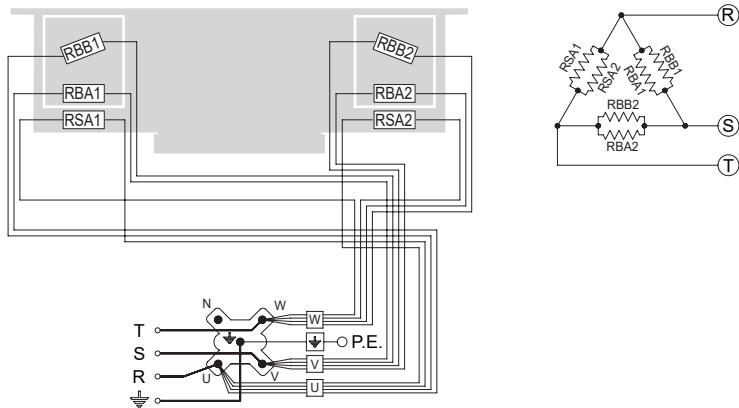 RBB1
RBA1
RSA1
RBB2
RBA2
RSA2
R
RSA1
RSA2
RBB1
RBA1
RBB2
RBA2
S
T
N
W
W
T
P.E.
S
V
V
R
U
U